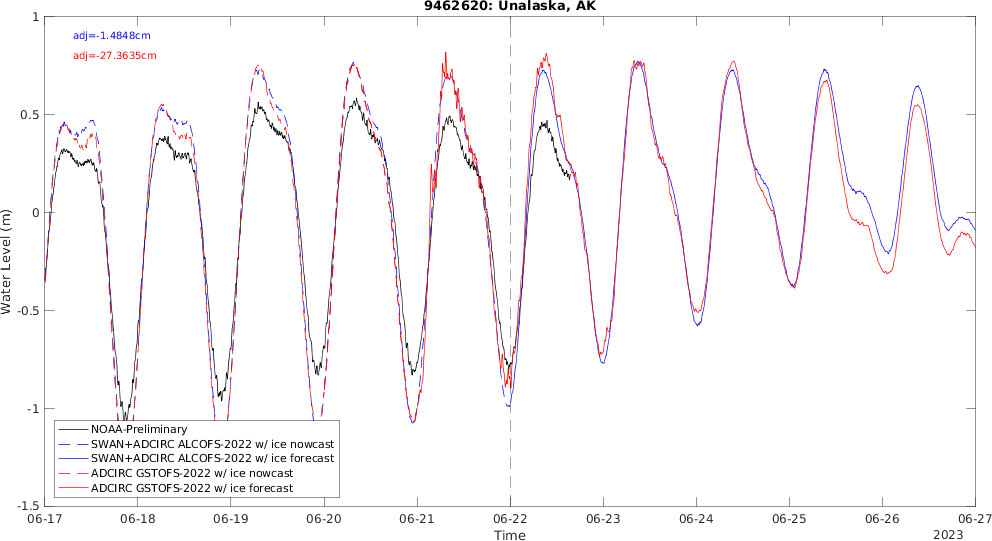 9462620: Unalaska, AK
adj=-1.4848cm
adj=-27.3635cm
1
0.5
0
-0.5
-1
-1.5
Water Level (m)
NOAA-Preliminary
SWAN+ADCIRC ALCOFS-2022 w/ ice nowcast
SWAN+ADCIRC ALCOFS-2022 w/ ice forecast
ADCIRC GSTOFS-2022 w/ ice nowcast
ADCIRC GSTOFS-2022 w/ ice forecast
06-17 06-18 06-19 06-20 06-21 06-22 06-23 06-24 06-25 06-26 06-27
Time
2023